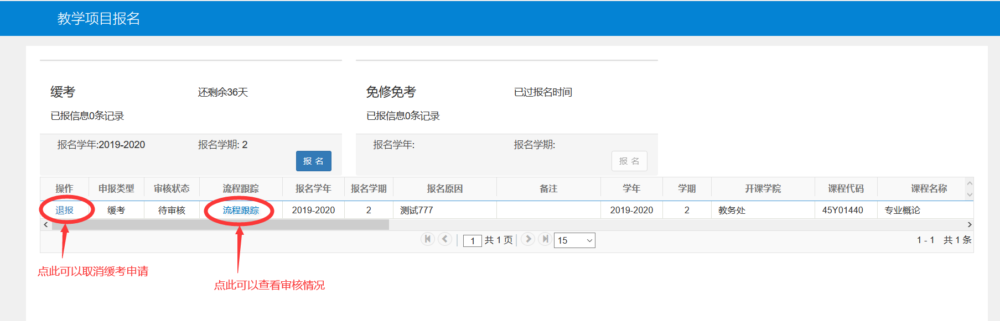 教学项目报名
缓考 还剩余36天
已报信息0条记录
免修免考 已过报名时间
已报信息0条记录
报名学年:2019-2020 报名学期: 2
报 名
报名学年: 报名学期:
报 名
操作 申报类型 审核状态 流程跟踪 报名学年 报名学期 报名原因 备注 学年 学期 开课学院 课程代码 课程名称
退报 缓考 待审核 流程跟踪 2019-2020 2 测试777 2019-2020 2 教务处 45Y01440 专业概论
1 共 1 页 15 1 - 1 共 1 条
点此可以取消缓考申请
点此可以查看审核情况